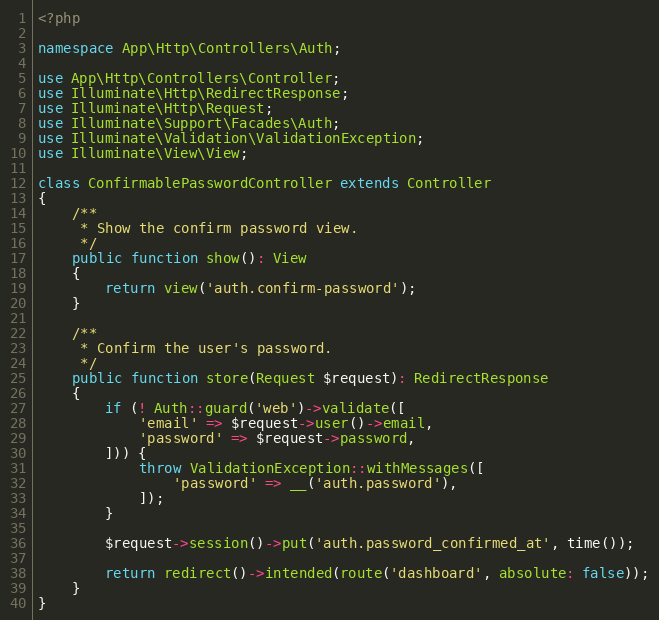 1 <?php
2
3 namespace App\Http\Controllers\Auth;
4
5 use App\Http\Controllers\Controller;
6 use Illuminate\Http\RedirectResponse;
7 use Illuminate\Http\Request;
8 use Illuminate\Support\Facades\Auth;
9 use Illuminate\Validation\ValidationException;
10 use Illuminate\View\View;
11
12 class ConfirmablePasswordController extends Controller
13 {
14     /**
15      * Show the confirm password view.
16      */
17     public function show(): View
18     {
19         return view('auth.confirm-password');
20     }
21
22     /**
23      * Confirm the user's password.
24      */
25     public function store(Request $request): RedirectResponse
26     {
27         if (! Auth::guard('web')->validate([
28             'email' => $request->user()->email,
29             'password' => $request->password,
30         ])) {
31             throw ValidationException::withMessages([
32                 'password' => __('auth.password'),
33             ]);
34         }
35
36         $request->session()->put('auth.password_confirmed_at', time());
37
38         return redirect()->intended(route('dashboard', absolute: false));
39     }
40 }